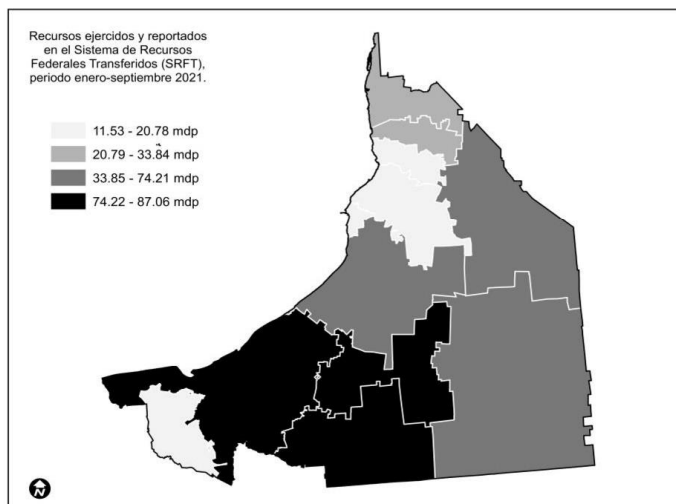 Recursos ejercidos y reportados
en el Sistema de Recursos
Federales Transferidos (SRFT),
periodo enero-septiembre 2021.
11.53 - 20.78 mdp
20.79 - 33.84 mdp
33.85 - 74.21 mdp
74.22 - 87.06 mdp
N